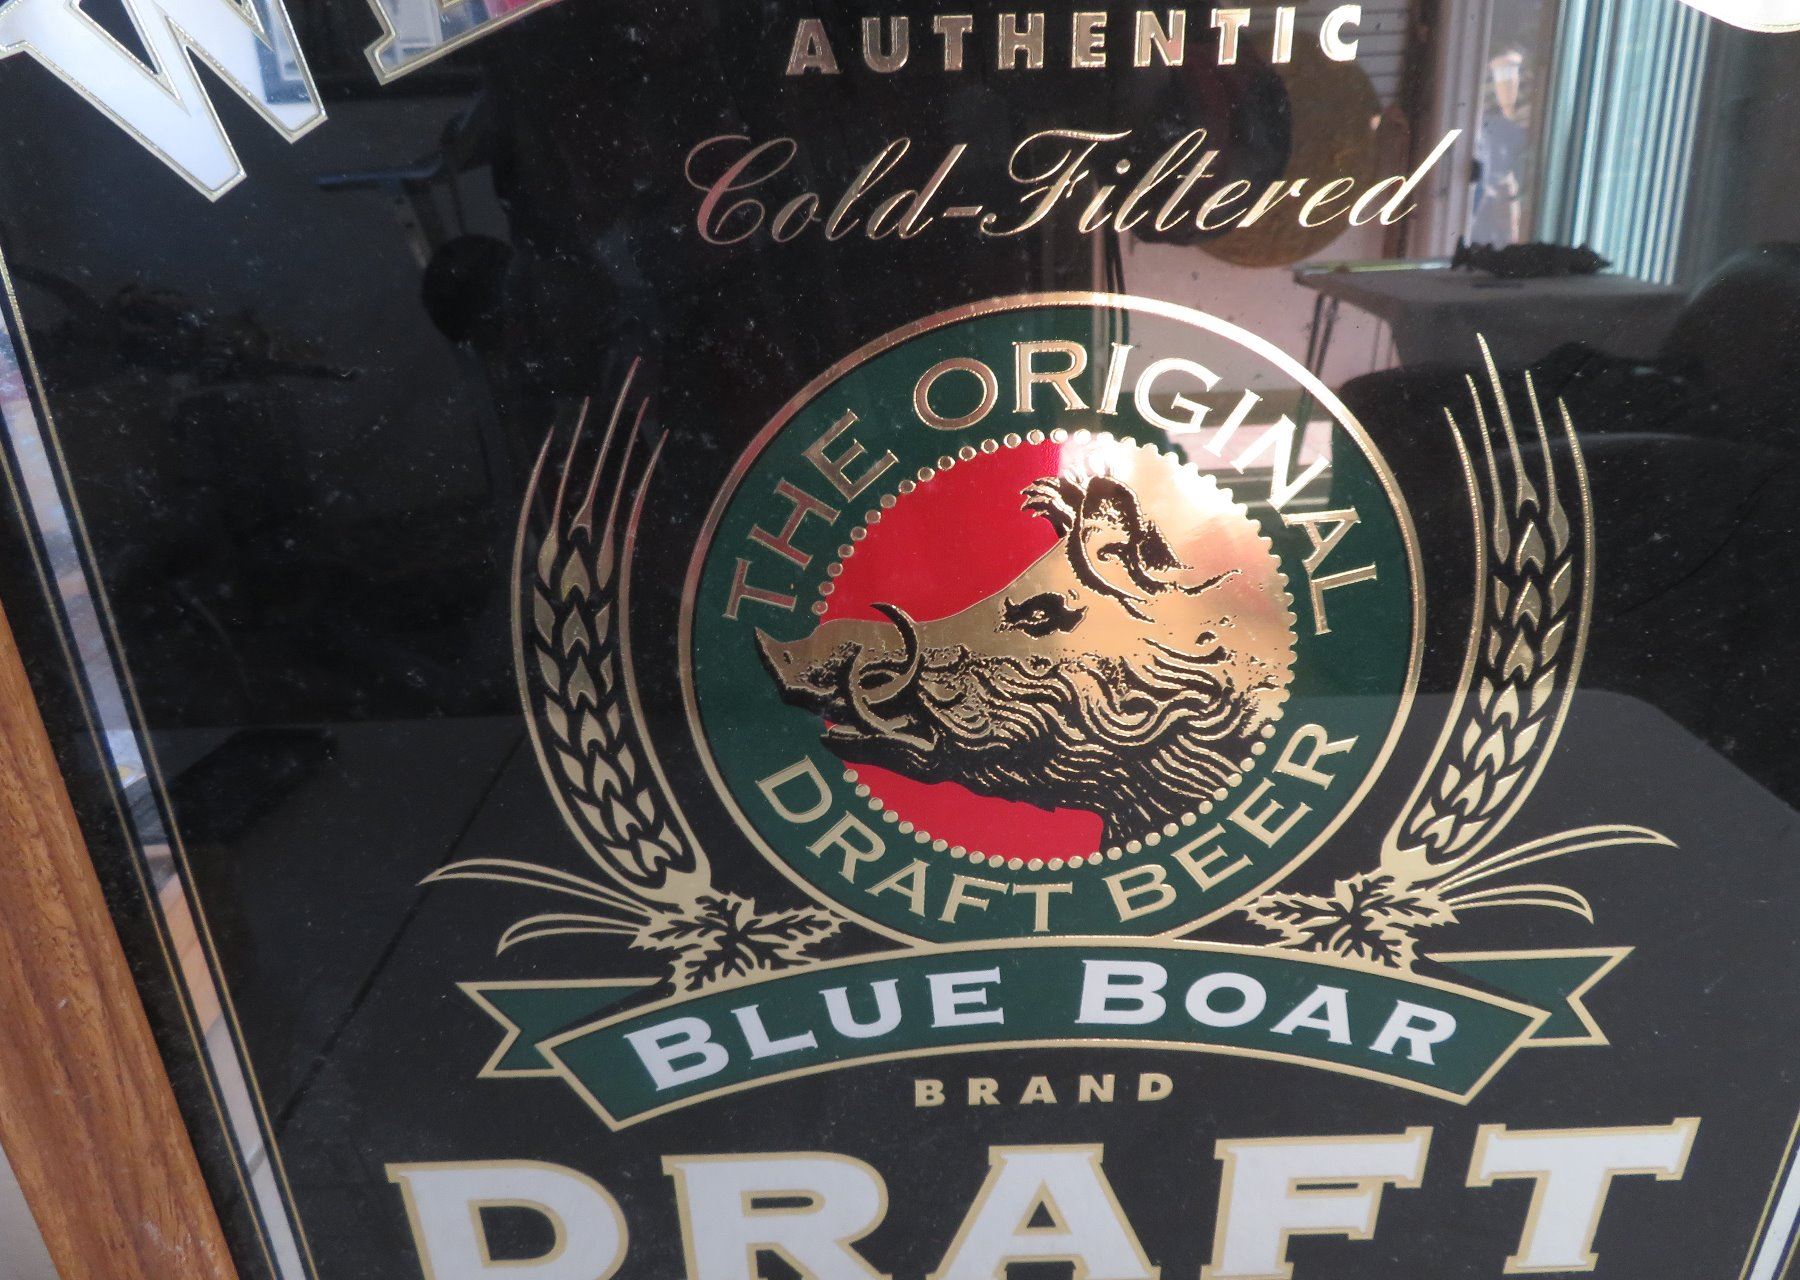 AUTHENTIC
Cold-Filtered
THE ORIGINAL
DRAFT BEER
BLUE BOAR
BRAND
DRAFT